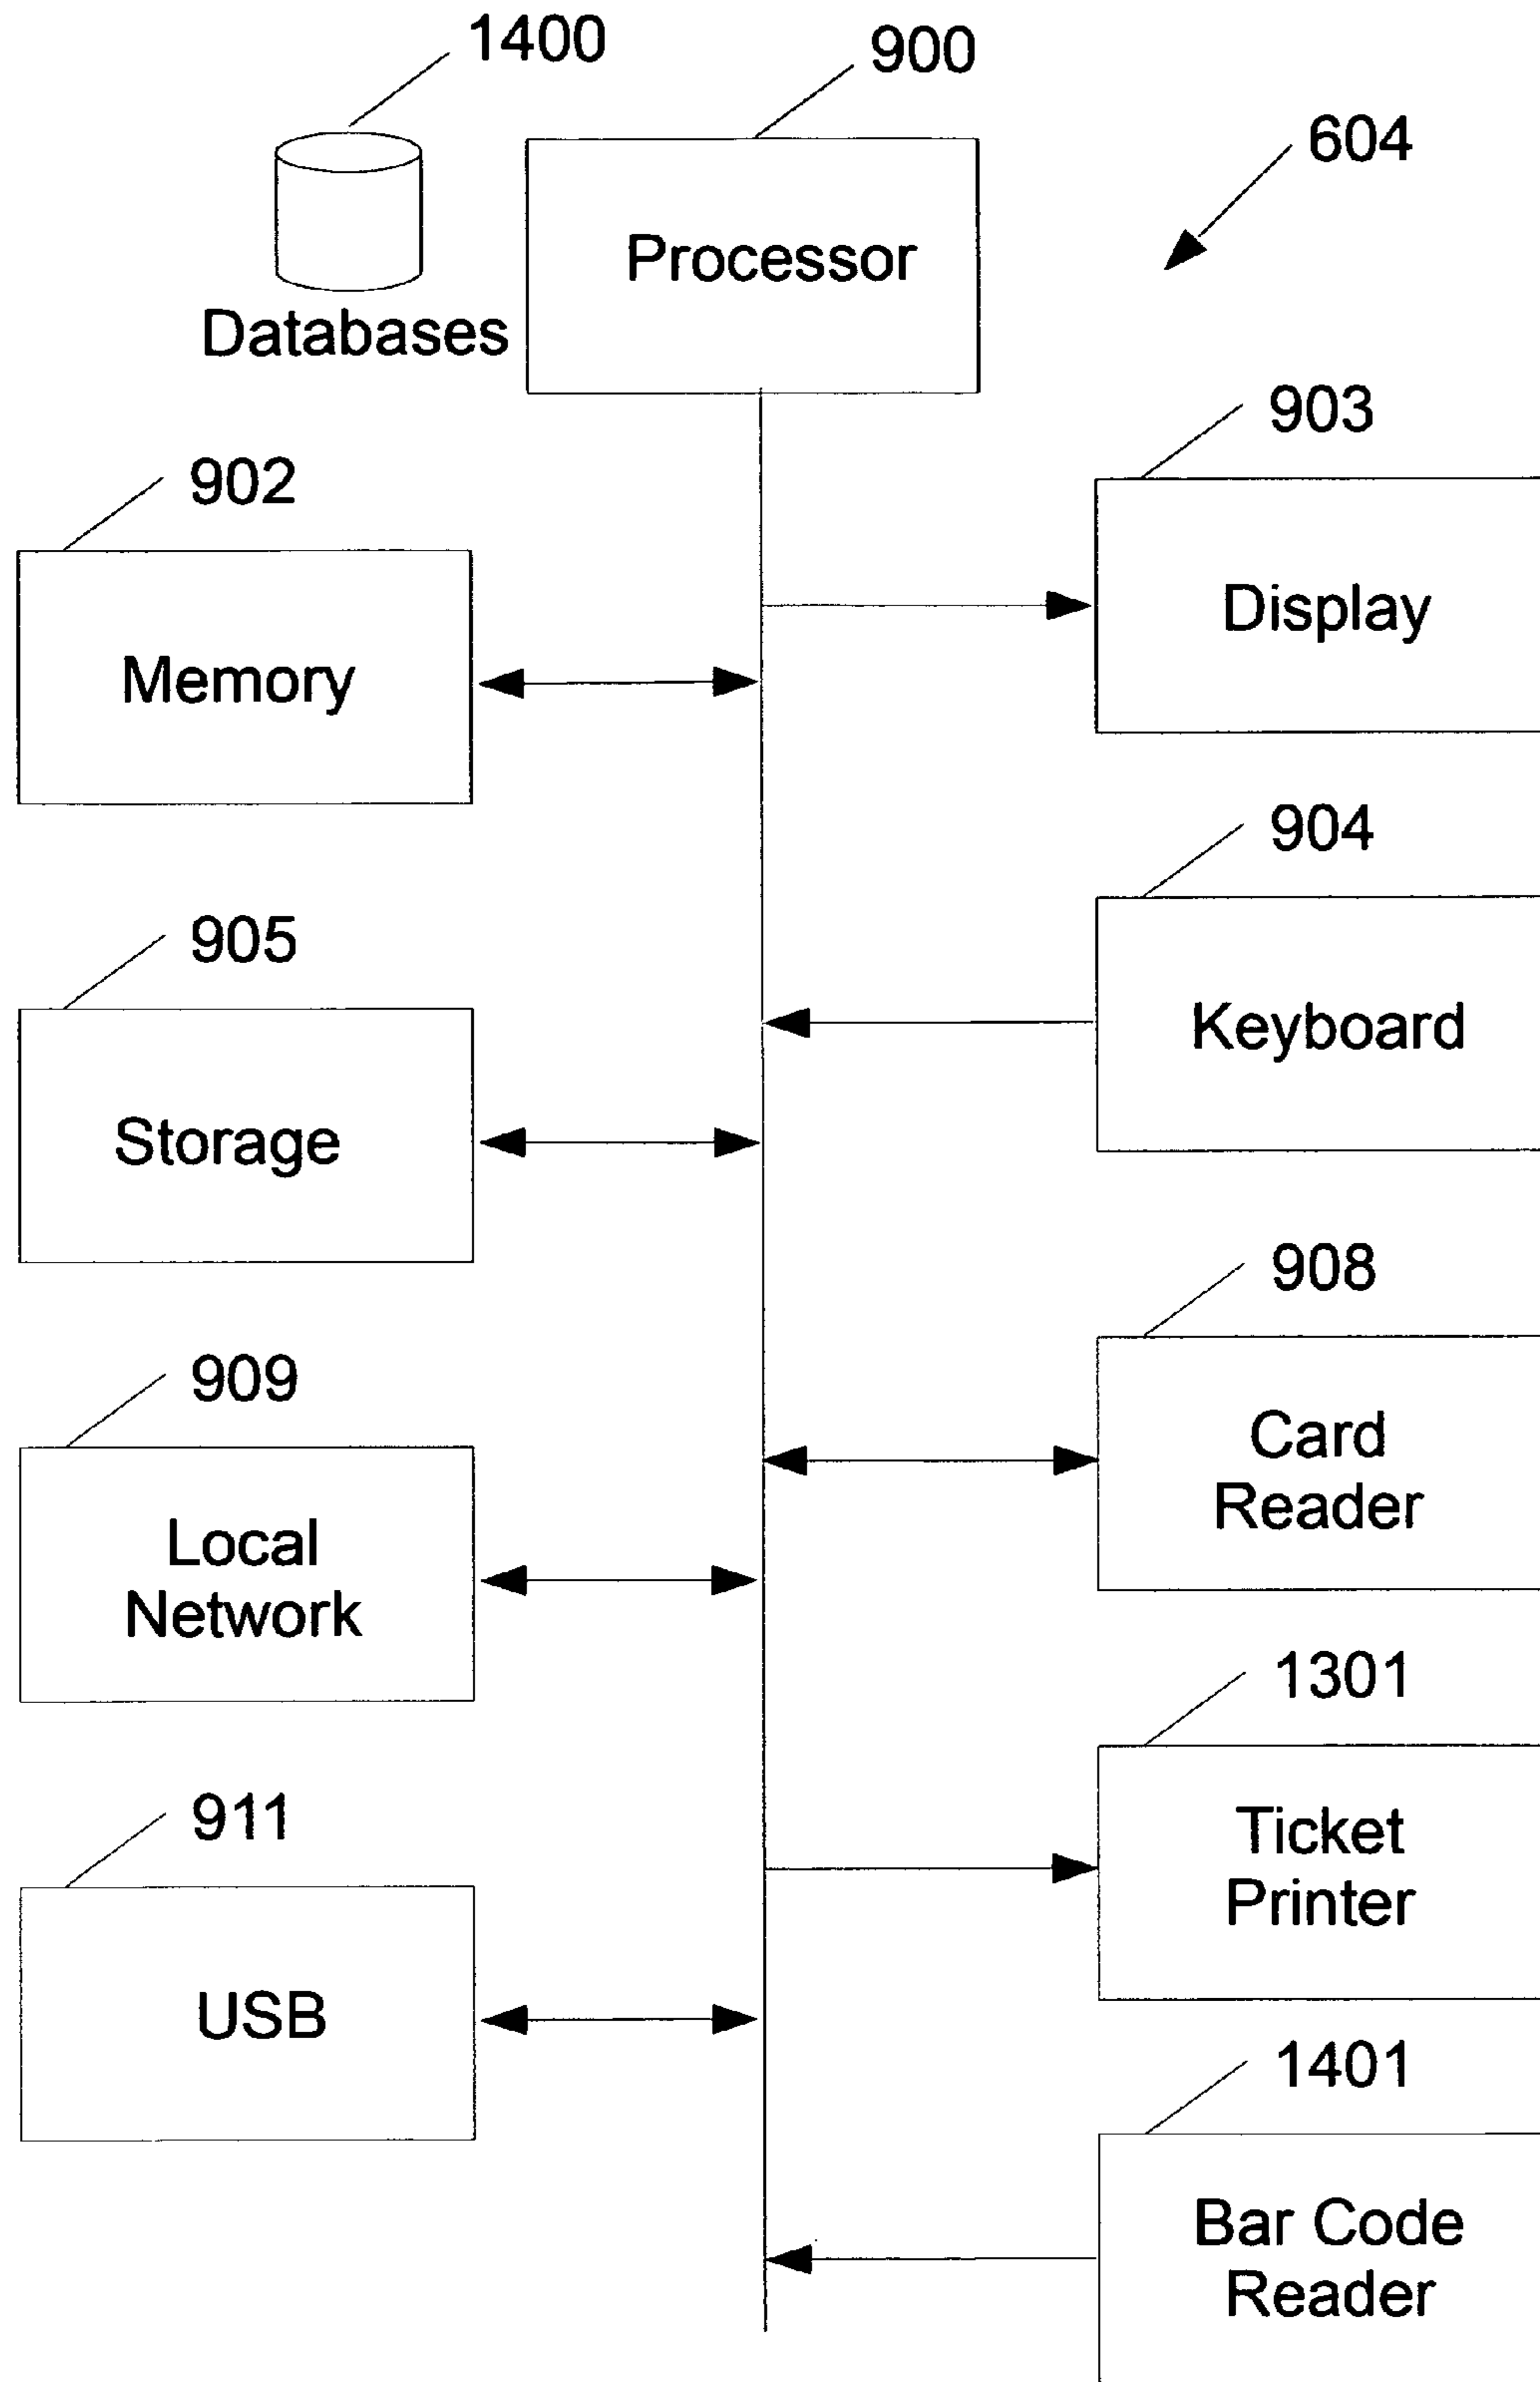 1400
900
604
Processor
Databases
903
902
Display
Memory
904
905
Keyboard
Storage
908
909
Card
Reader
Local
Network
1301
911
Ticket
Printer
USB
1401
Bar Code
Reader